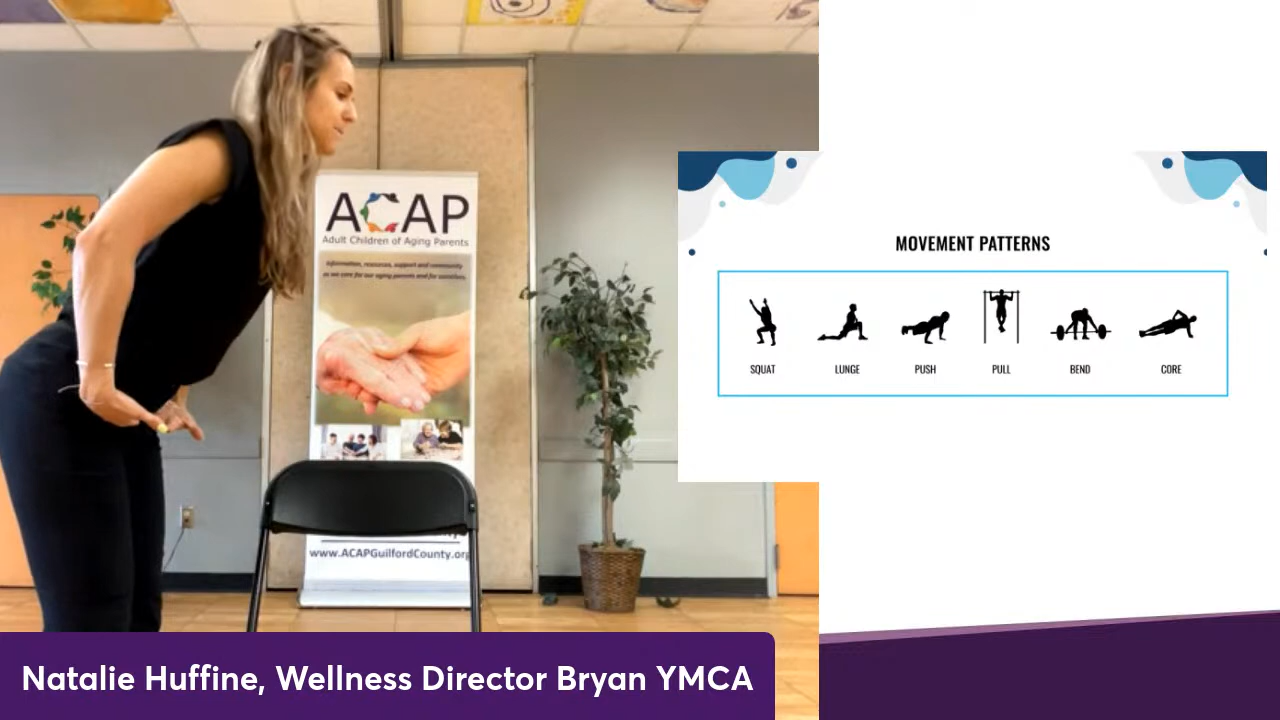 ACAP
Adult Children of Aging Parents
Information, resources, support and community
as we care for our aging parents and for ourselves.
www.ACAPGuilfordCounty.org
MOVEMENT PATTERNS
SQUAT
LUNGE
PUSH
PULL
BEND
CORE
Natalie Huffine, Wellness Director Bryan YMCA